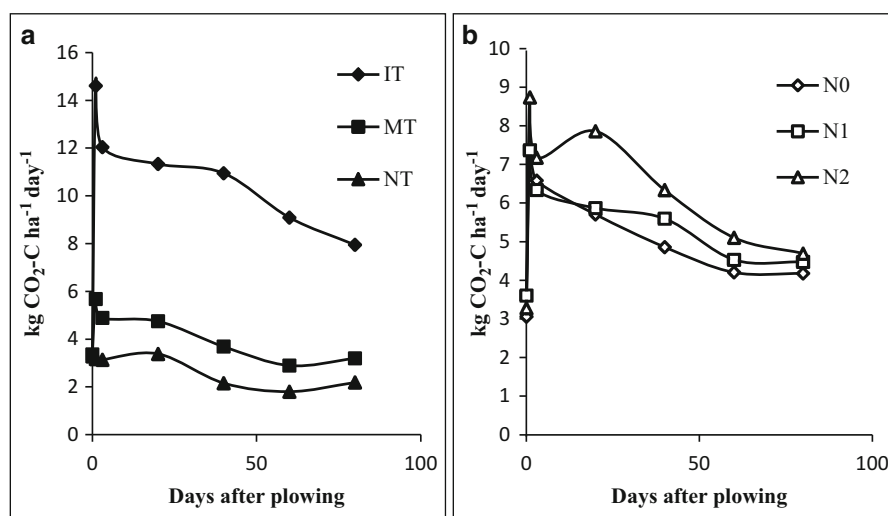 a
16
14
12
10
8
6
4
2
0
0 50 100
kg CO₂-C ha⁻¹ day⁻¹
Days after plowing
IT
MT
NT
b
10
9
8
7
6
5
4
3
2
1
0
0 50 100
kg CO₂-C ha⁻¹ day⁻¹
Days after plowing
N0
N1
N2